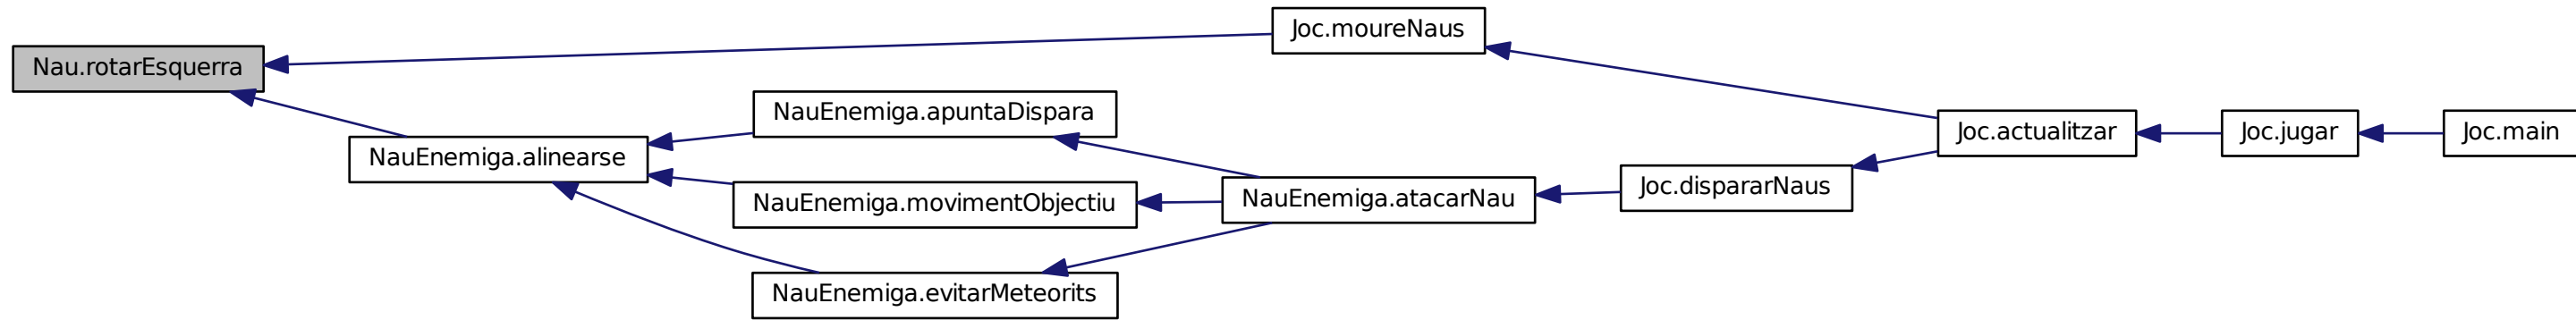 Nau.rotarEsquerra
Joc.moureNaus
NauEnemiga.alinearse
NauEnemiga.apuntaDispara
NauEnemiga.movimentObjectiu
NauEnemiga.evitarMeteorits
NauEnemiga.atacarNau
Joc.dispararNaus
Joc.actualitzar
Joc.jugar
Joc.main